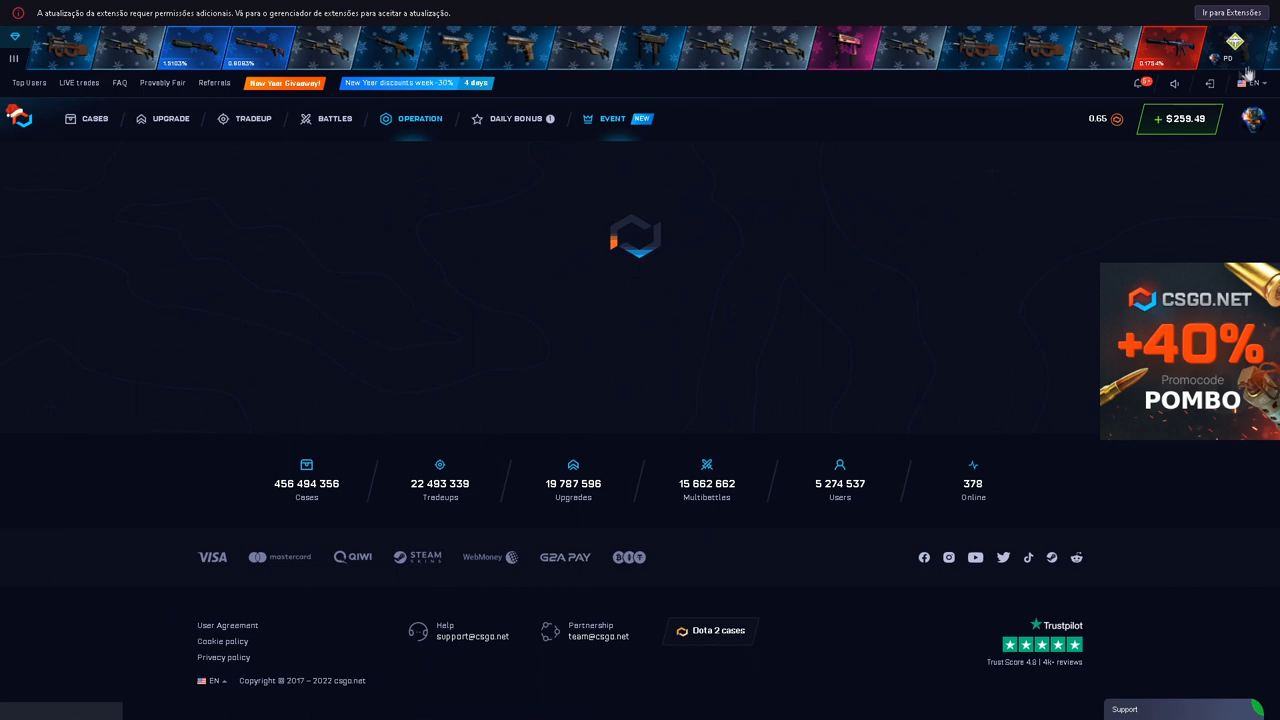 A atualização da extensão requer permissões adicionais. Vá para o gerenciador de extensões para aceitar a atualização.
Ir para Extensões
1.5103%
0.8083%
0.1754%
PD
Top Users
LIVE trades
FAQ
Provably Fair
Referrals
New Year Giveaway!
New Year discounts week -30%
4 days
5+
EN
CASES
UPGRADE
TRADEUP
BATTLES
OPERATION
DAILY BONUS
EVENT
NEW
0.65
+ $259.49
CSGO.NET
+40%
Promocode
POMBO
456 494 356
Cases
22 493 339
Tradeups
19 787 596
Upgrades
15 662 662
Multibattles
5 274 537
Users
378
Online
VISA
mastercard
QIWI
STEAM
SKINS
WebMoney
G2A PAY
BIT
User Agreement
Cookie policy
Privacy policy
Help
support@csgo.net
Partnership
team@csgo.net
Dota 2 cases
Trustpilot
Trust Score 4.8 | 4k+ reviews
EN
Copyright © 2017 – 2022 csgo.net
Support